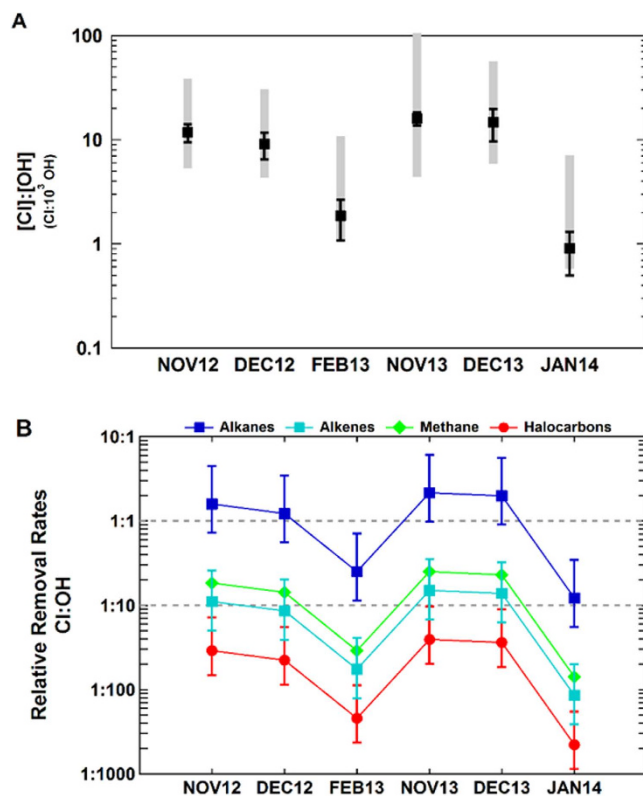 A
100
10
1
0.1
[Cl]:[OH]
(Cl:10³ OH)
NOV12 DEC12 FEB13 NOV13 DEC13 JAN14
B
Alkanes Alkenes Methane Halocarbons
10:1
1:1
1:10
1:100
1:1000
Relative Removal Rates
Cl:OH
NOV12 DEC12 FEB13 NOV13 DEC13 JAN14